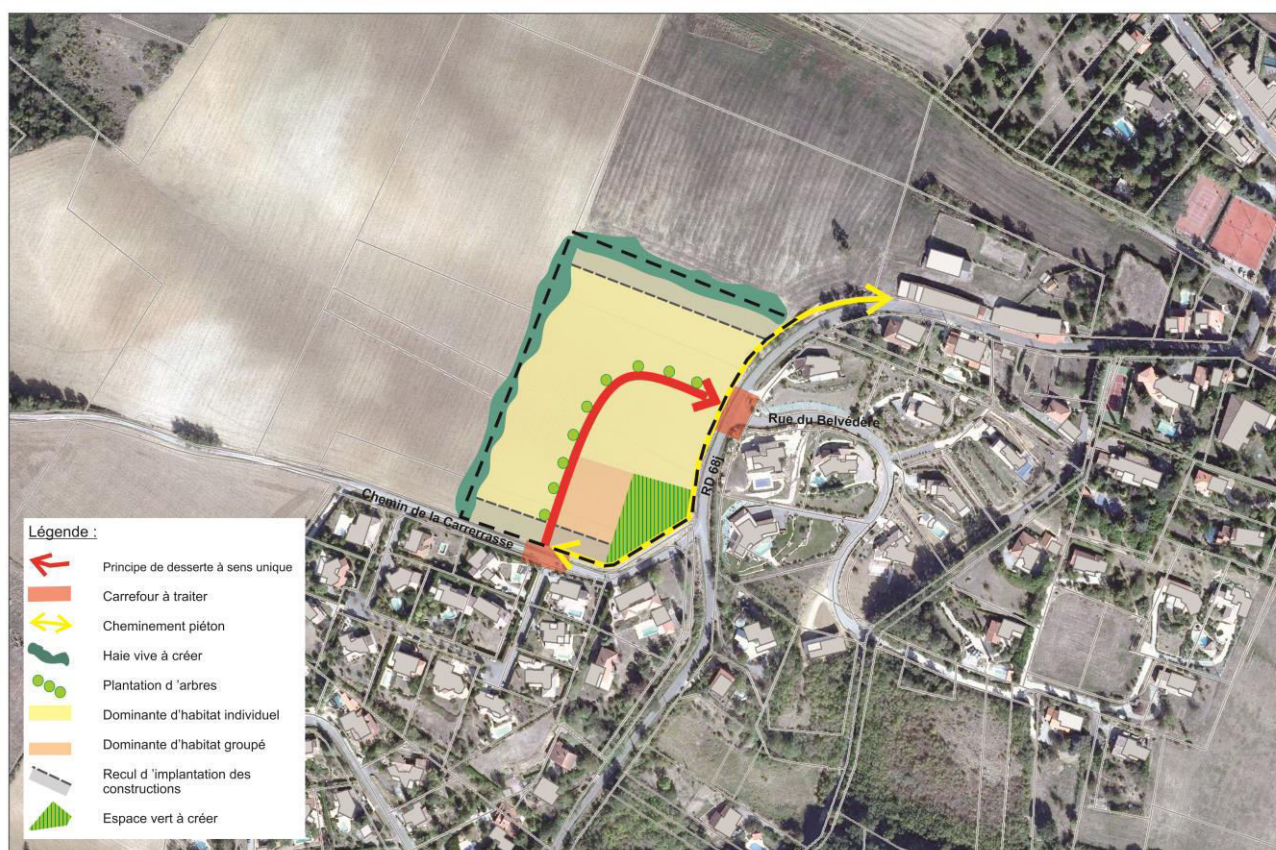 Rue du Belvédère
RD 68j
Chemin de la Carrerrasse
Légende :
Principe de desserte à sens unique
Carrefour à traiter
Cheminement piéton
Haie vive à créer
Plantation d 'arbres
Dominante d'habitat individuel
Dominante d'habitat groupé
Recul d 'implantation des
constructions
Espace vert à créer